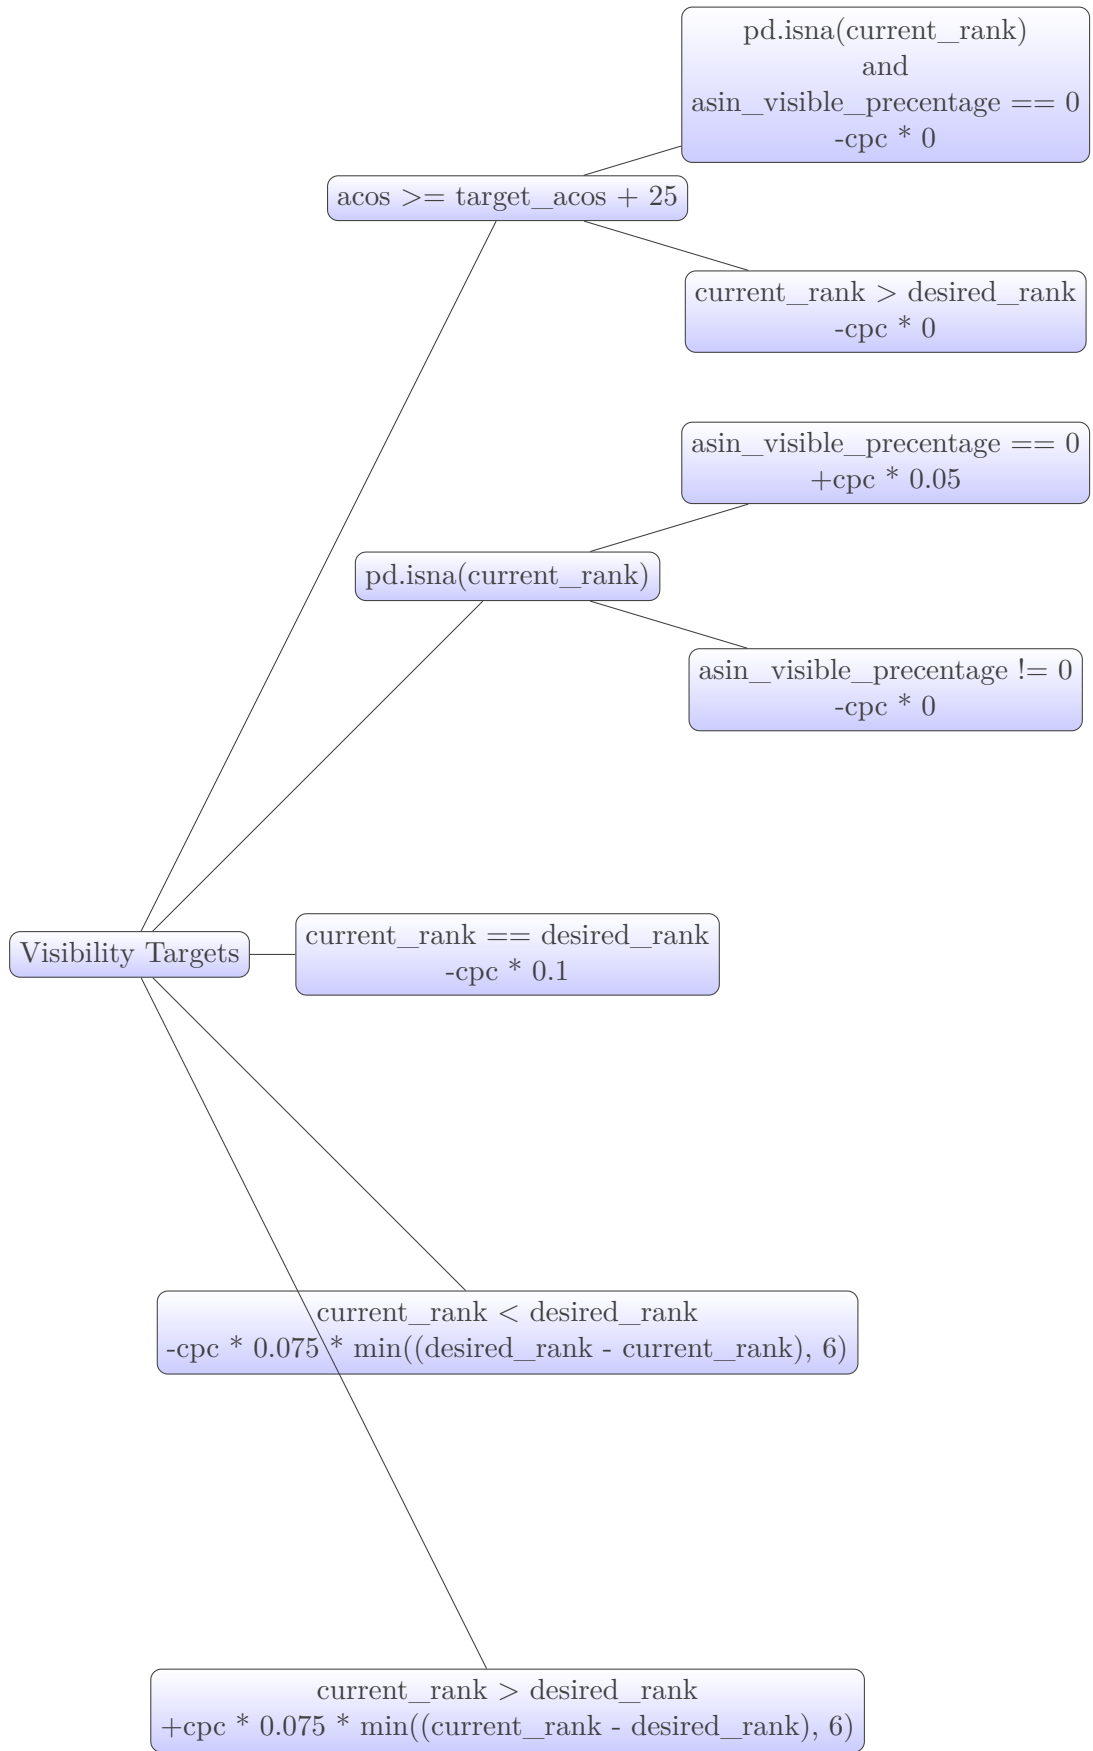 pd.isna(current_rank)
and
asin_visible_precentage == 0
-cpc * 0
acos >= target_acos + 25
current_rank > desired_rank
-cpc * 0
asin_visible_precentage == 0
+cpc * 0.05
pd.isna(current_rank)
asin_visible_precentage != 0
-cpc * 0
Visibility Targets
current_rank == desired_rank
-cpc * 0.1
current_rank < desired_rank
-cpc * 0.075 * min((desired_rank - current_rank), 6)
current_rank > desired_rank
+cpc * 0.075 * min((current_rank - desired_rank), 6)